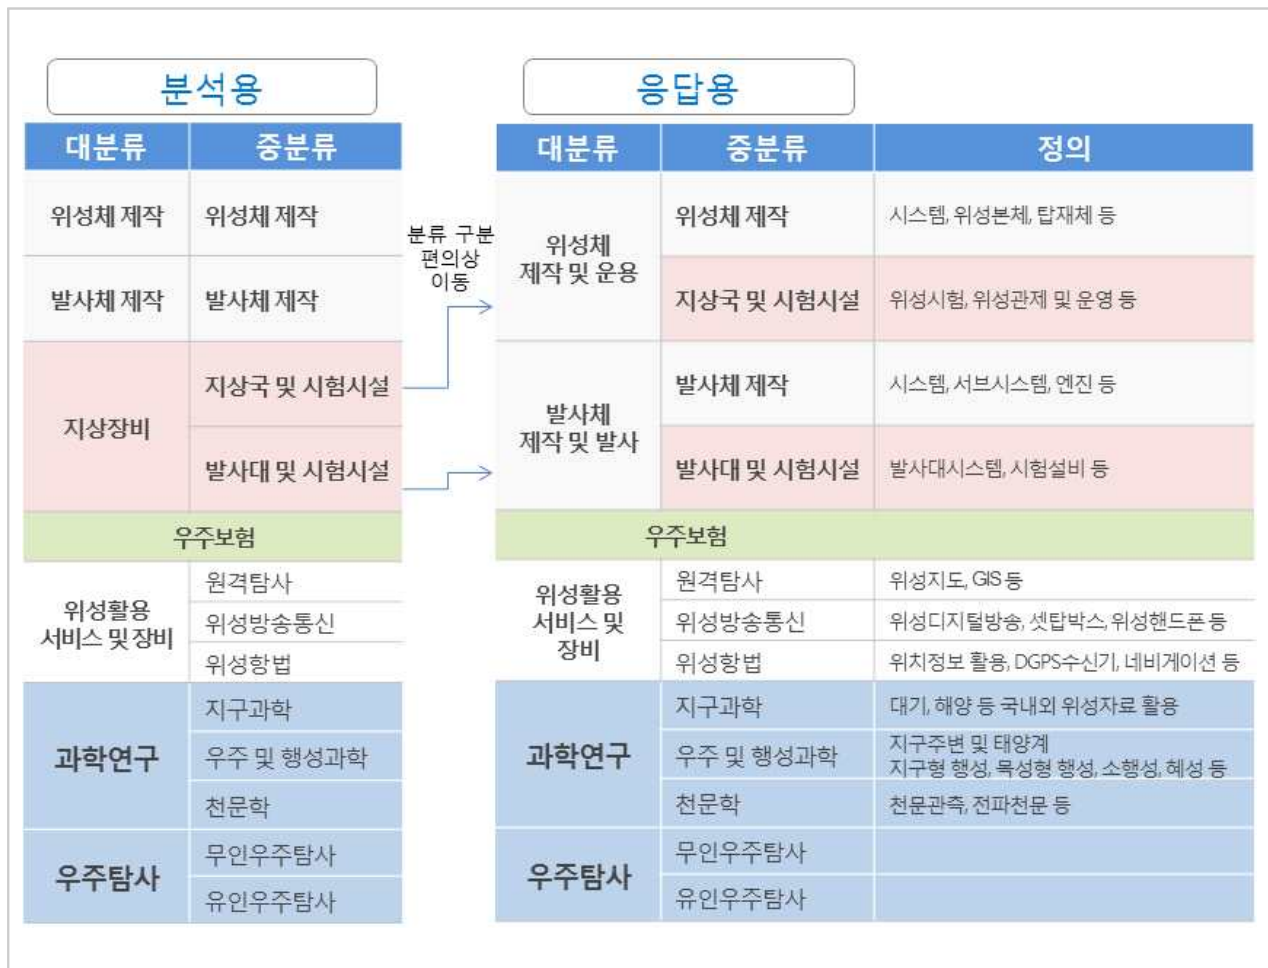 분석용
대분류 중분류
위성체 제작 위성체 제작
발사체 제작 발사체 제작
지상장비
지상국 및 시험시설
발사대 및 시험시설
우주보험
위성활용
서비스 및 장비
원격탐사
위성방송통신
위성항법
과학연구
지구과학
우주 및 행성과학
천문학
우주탐사
무인우주탐사
유인우주탐사
분류 구분
편의상
이동
응답용
대분류 중분류 정의
위성체
제작 및 운용
위성체 제작 시스템, 위성본체, 탑재체 등
지상국 및 시험시설 위성시험, 위성관제 및 운영 등
발사체
제작 및 발사
발사체 제작 시스템, 서브시스템, 엔진 등
발사대 및 시험시설 발사대시스템, 시험설비 등
우주보험
위성활용
서비스 및
장비
원격탐사 위성지도, GIS 등
위성방송통신 위성디지털방송, 셋탑박스, 위성핸드폰 등
위성항법 위치정보 활용, DGPS수신기, 네비게이션 등
과학연구
지구과학 대기, 해양 등 국내외 위성자료 활용
우주 및 행성과학
지구주변 및 태양계
지구형 행성, 목성형 행성, 소행성, 혜성 등
천문학 천문관측, 전파천문 등
우주탐사
무인우주탐사
유인우주탐사